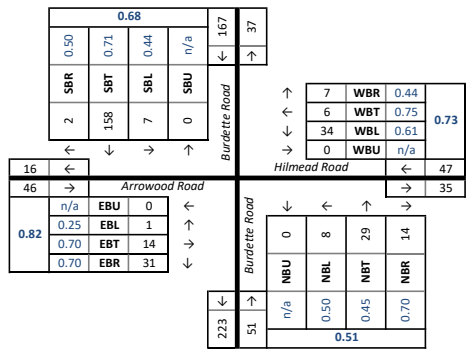 0.68
0.50 0.71 0.44 n/a
SBR SBT SBL SBU
2 158 7 0
← ↓ → ↑
167 37
↓ ↑
Burdette Road
↑ 7 WBR 0.44
← 6 WBT 0.75
↓ 34 WBL 0.61
→ 0 WBU n/a
0.73
16 ←
Hilmead Road
← 47
46 →
Arrowood Road
→ 35
0.82
n/a EBU 0 ←
0.25 EBL 1 ↑
0.70 EBT 14 →
0.70 EBR 31 ↓
Burdette Road
↓ ← ↑ →
0 8 29 14
NBU NBL NBT NBR
n/a 0.50 0.45 0.70
0.51
↓ ↑
223 51